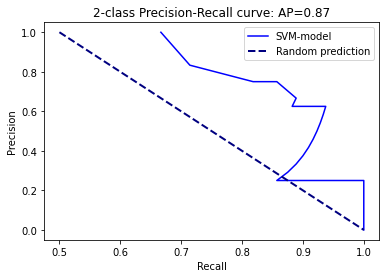 2-class Precision-Recall curve: AP=0.87
SVM-model
Random prediction
Precision
1.0
0.8
0.6
0.4
0.2
0.0
0.5 0.6 0.7 0.8 0.9 1.0
Recall